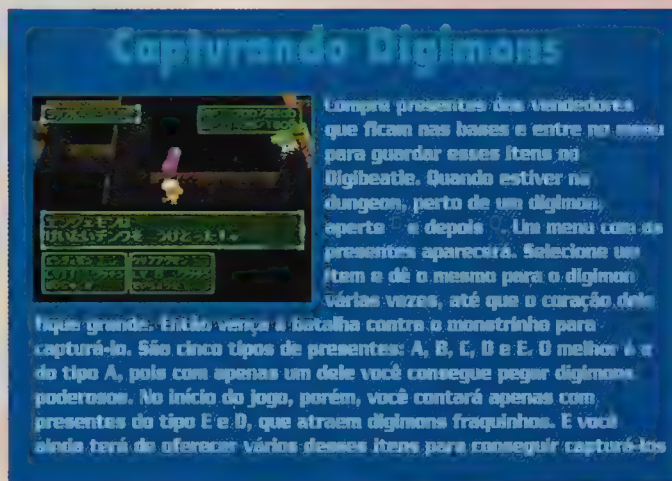 Capturando Digimons
Compre presentes dos vendedores
que ficam nas bases e entre no menu
para guardar esses itens no
Digibeatle. Quando estiver na
dungeon, perto de um digimon,
aperte e depois . Um menu com os
presentes aparecerá. Selecione um
item e dê o mesmo para o digimon
várias vezes, até que o coração dele
fique grande. Então vença a batalha contra o monstrinho para
capturá-lo. São cinco tipos de presentes: A, B, C, D e E. O melhor é o
do tipo A, pois com apenas um dele você consegue pegar digimons
poderosos. No início do jogo, porém, você contará apenas com
presentes do tipo E e D, que atraem digimons fraquinhos. E você
ainda terá de oferecer vários desses itens para conseguir capturá-los